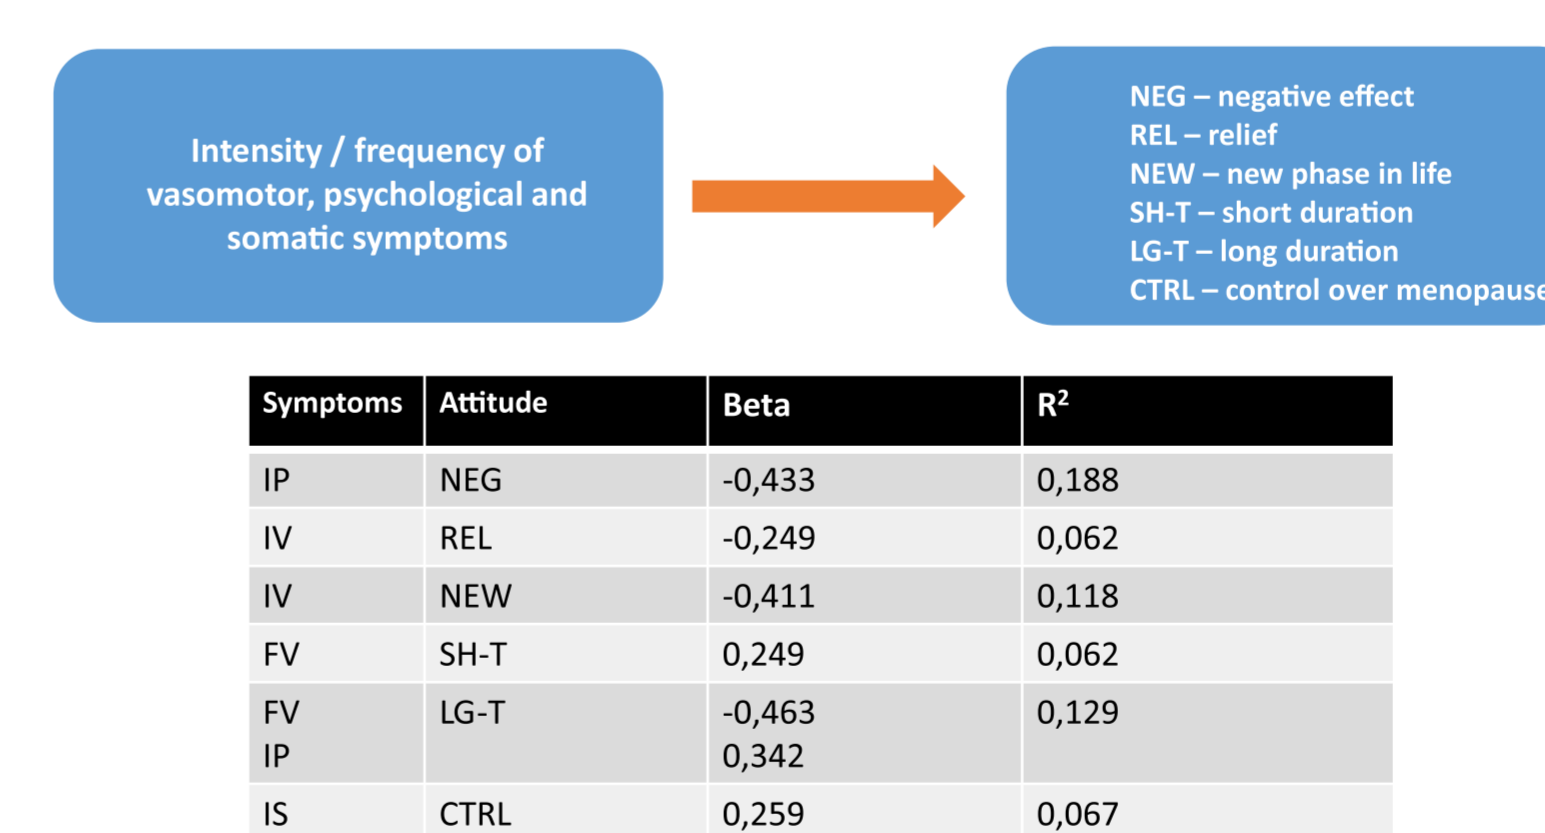 Intensity / frequency of
vasomotor, psychological and
somatic symptoms
NEG – negative effect
REL – relief
NEW – new phase in life
SH-T – short duration
LG-T – long duration
CTRL – control over menopause
Symptoms Attitude Beta R²
IP NEG -0,433 0,188
IV REL -0,249 0,062
IV NEW -0,411 0,118
FV SH-T 0,249 0,062
FV LG-T -0,463 0,129
IP 0,342
IS CTRL 0,259 0,067